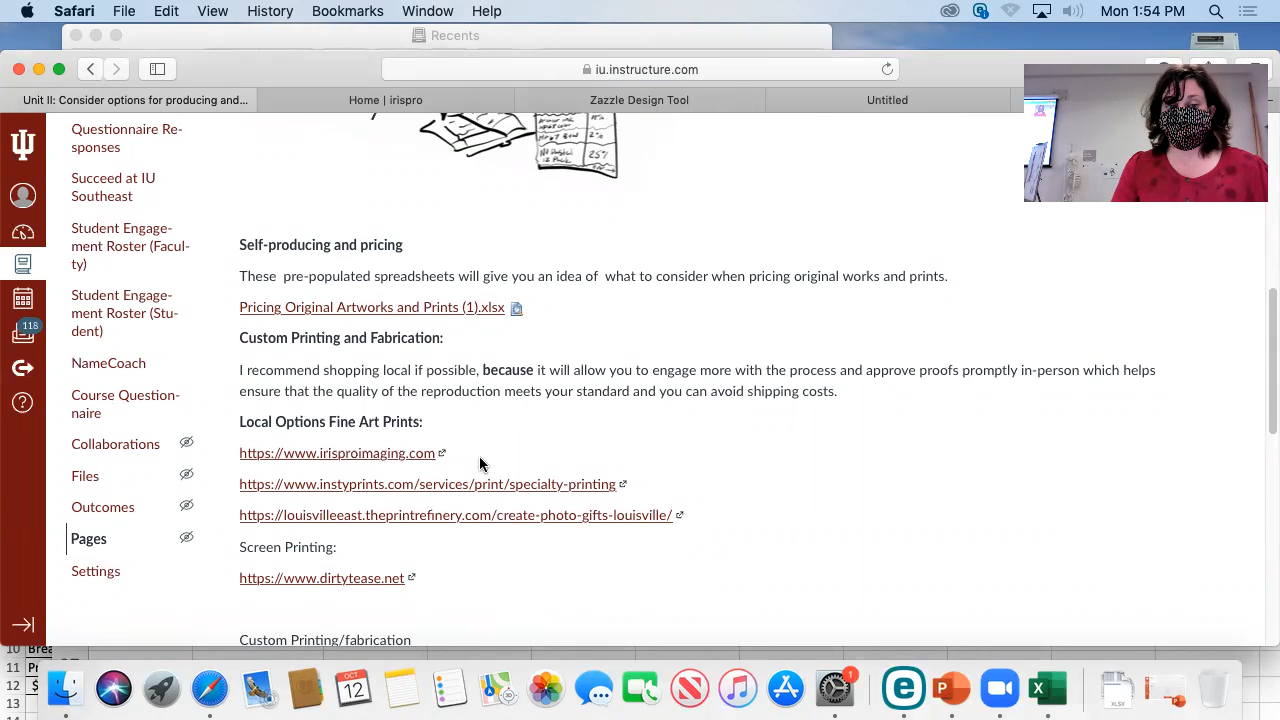 Safari File Edit View History Bookmarks Window Help Mon 1:54 PM
Recents
iu.instructure.com
Unit II: Consider options for producing and...
Home | irispro
Zazzle Design Tool
Untitled
Questionnaire Re-
sponses
Succeed at IU
Southeast
Student Engage-
ment Roster (Facul-
ty)
Student Engage-
ment Roster (Stu-
dent)
118
NameCoach
Course Question-
naire
Collaborations
Files
Outcomes
Pages
Settings
25%
Self-producing and pricing
These pre-populated spreadsheets will give you an idea of what to consider when pricing original works and prints.
Pricing Original Artworks and Prints (1).xlsx
Custom Printing and Fabrication:
I recommend shopping local if possible, because it will allow you to engage more with the process and approve proofs promptly in-person which helps
ensure that the quality of the reproduction meets your standard and you can avoid shipping costs.
Local Options Fine Art Prints:
https://www.irisproimaging.com
https://www.instyprints.com/services/print/specialty-printing
https://louisvilleeast.theprintrefinery.com/create-photo-gifts-louisville/
Screen Printing:
https://www.dirtytease.net
Custom Printing/fabrication
10 Brea
11 Pr
12 $
OCT
12
1
XLSX